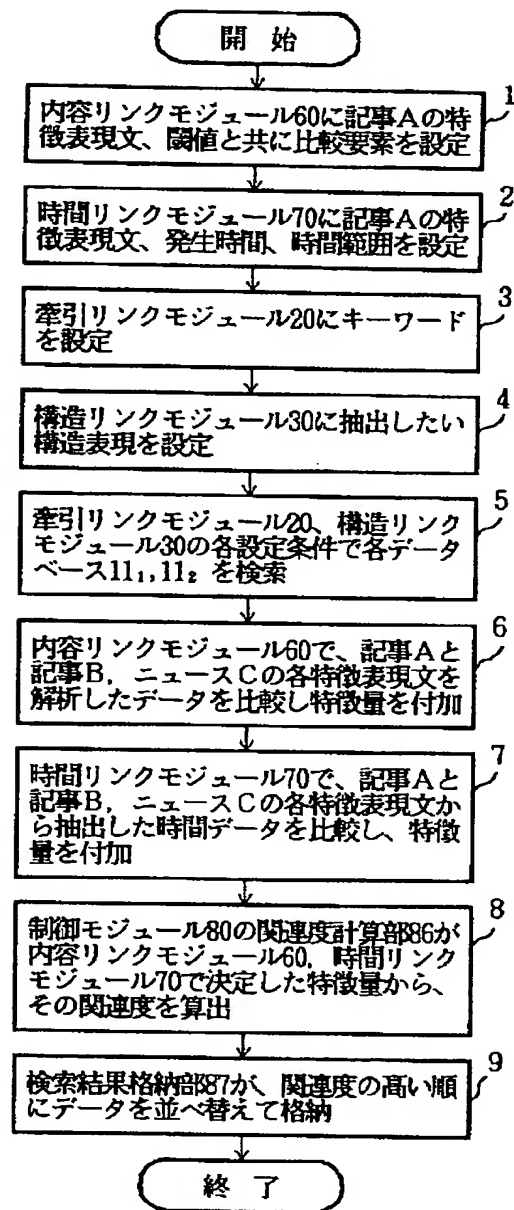 開 始
1
内容リンクモジュール60に記事Aの特
徴表現文、閾値と共に比較要素を設定
2
時間リンクモジュール70に記事Aの特
徴表現文、発生時間、時間範囲を設定
3
牽引リンクモジュール20にキーワード
を設定
4
構造リンクモジュール30に抽出したい
構造表現を設定
5
牽引リンクモジュール20、構造リンク
モジュール30の各設定条件で各データ
ベース11₁,11₂ を検索
6
内容リンクモジュール60で、記事Aと
記事B,ニュースCの各特徴表現文を
解析したデータを比較し特徴量を付加
7
時間リンクモジュール70で、記事Aと
記事B,ニュースCの各特徴表現文か
ら抽出した時間データを比較し、特徴
量を付加
8
制御モジュール80の関連度計算部86が
内容リンクモジュール60,時間リンク
モジュール70で決定した特徴量から、
その関連度を算出
9
検索結果格納部87が、関連度の高い順
にデータを並べ替えて格納
終 了